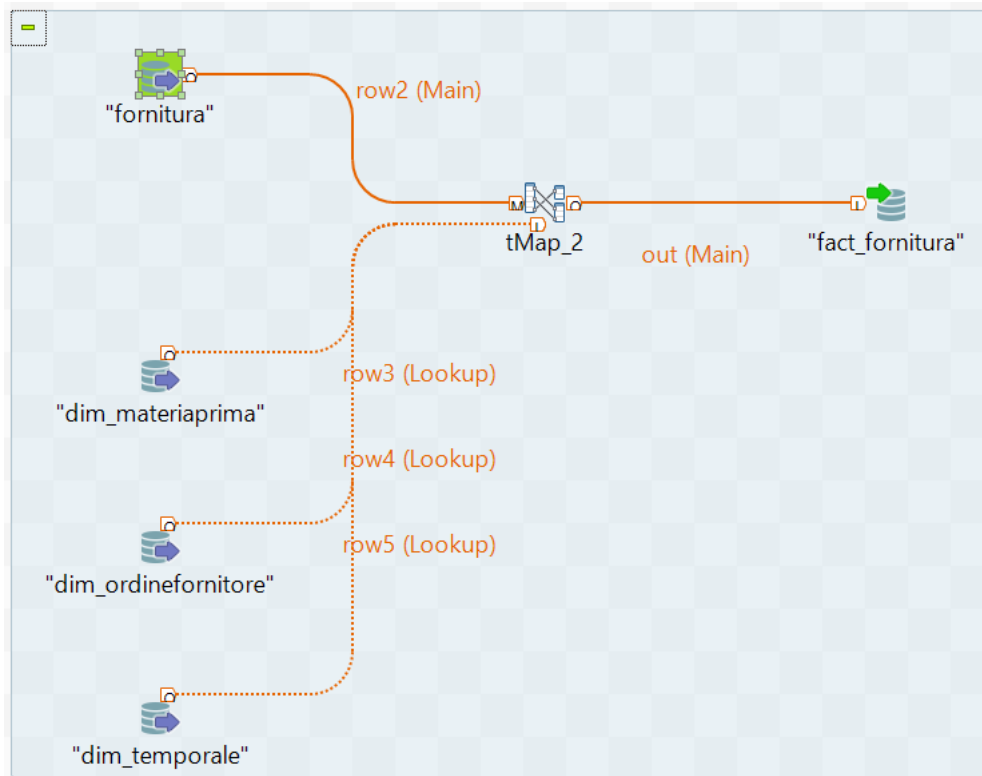 "fornitura"
row2 (Main)
tMap_2
out (Main)
"fact_fornitura"
row3 (Lookup)
"dim_materiaprima"
row4 (Lookup)
row5 (Lookup)
"dim_ordinefornitore"
"dim_temporale"